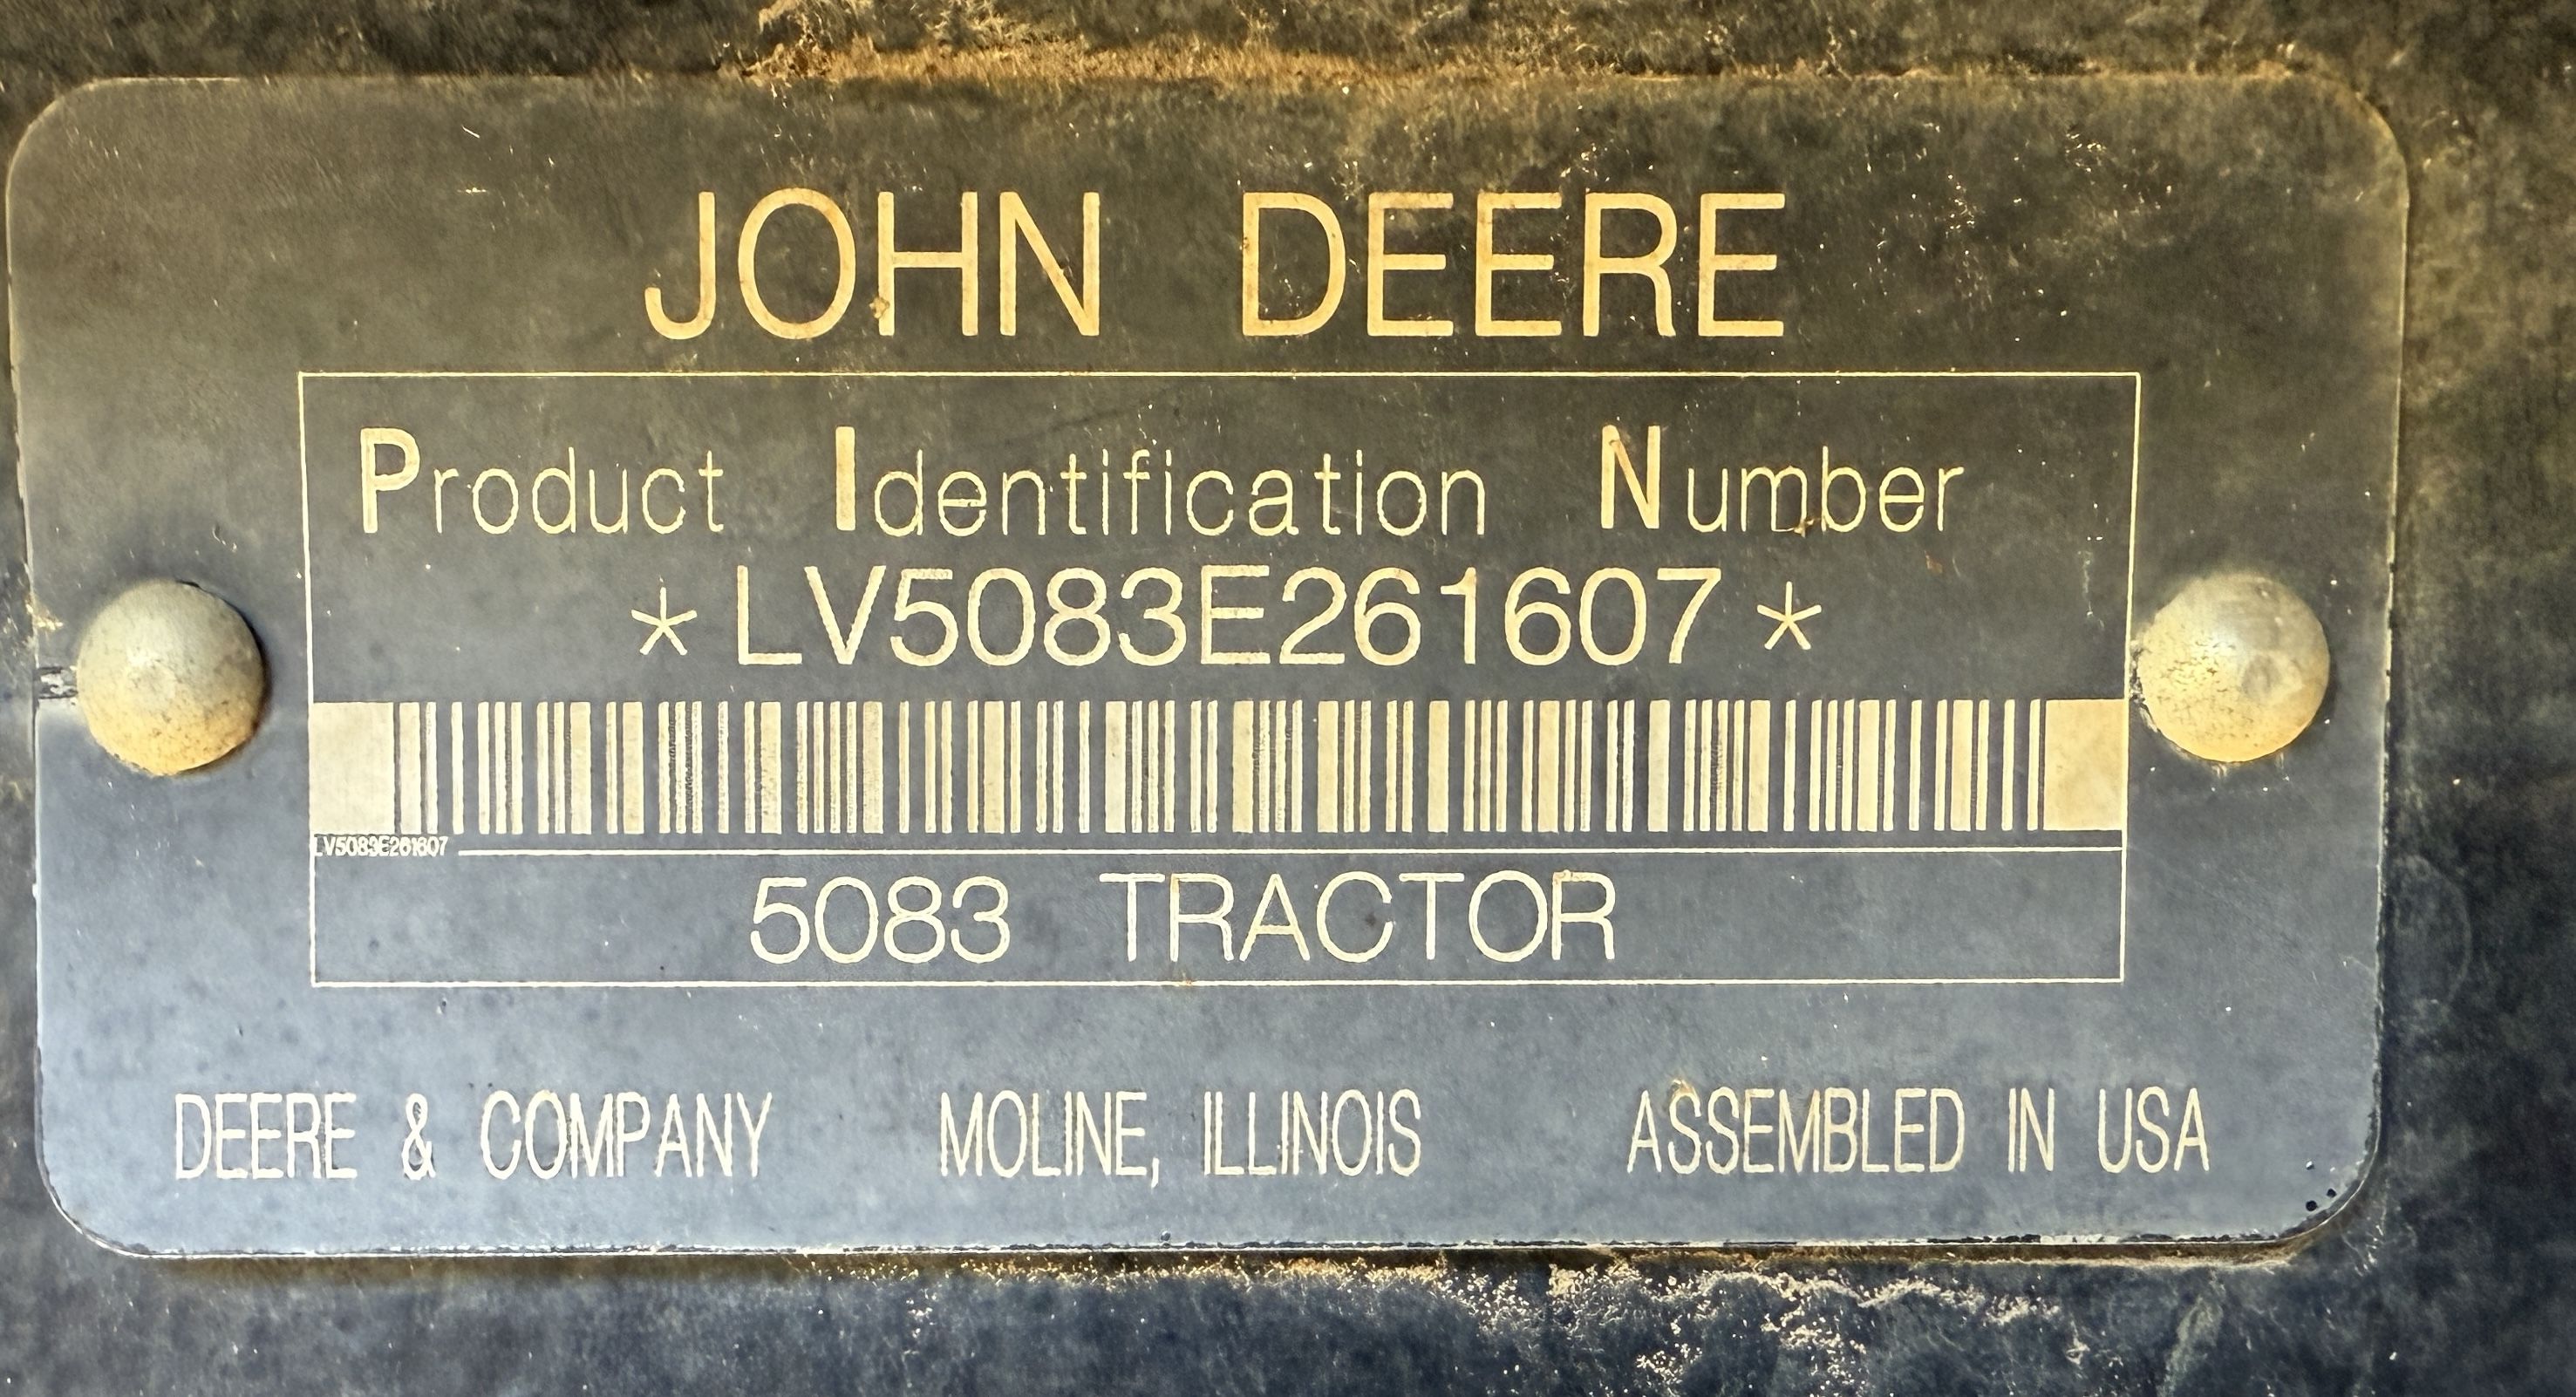 JOHN DEERE
Product Identification Number
*LV5083E261607*
LV5083E261607
5083 TRACTOR
DEERE & COMPANY MOLINE, ILLINOIS ASSEMBLED IN USA